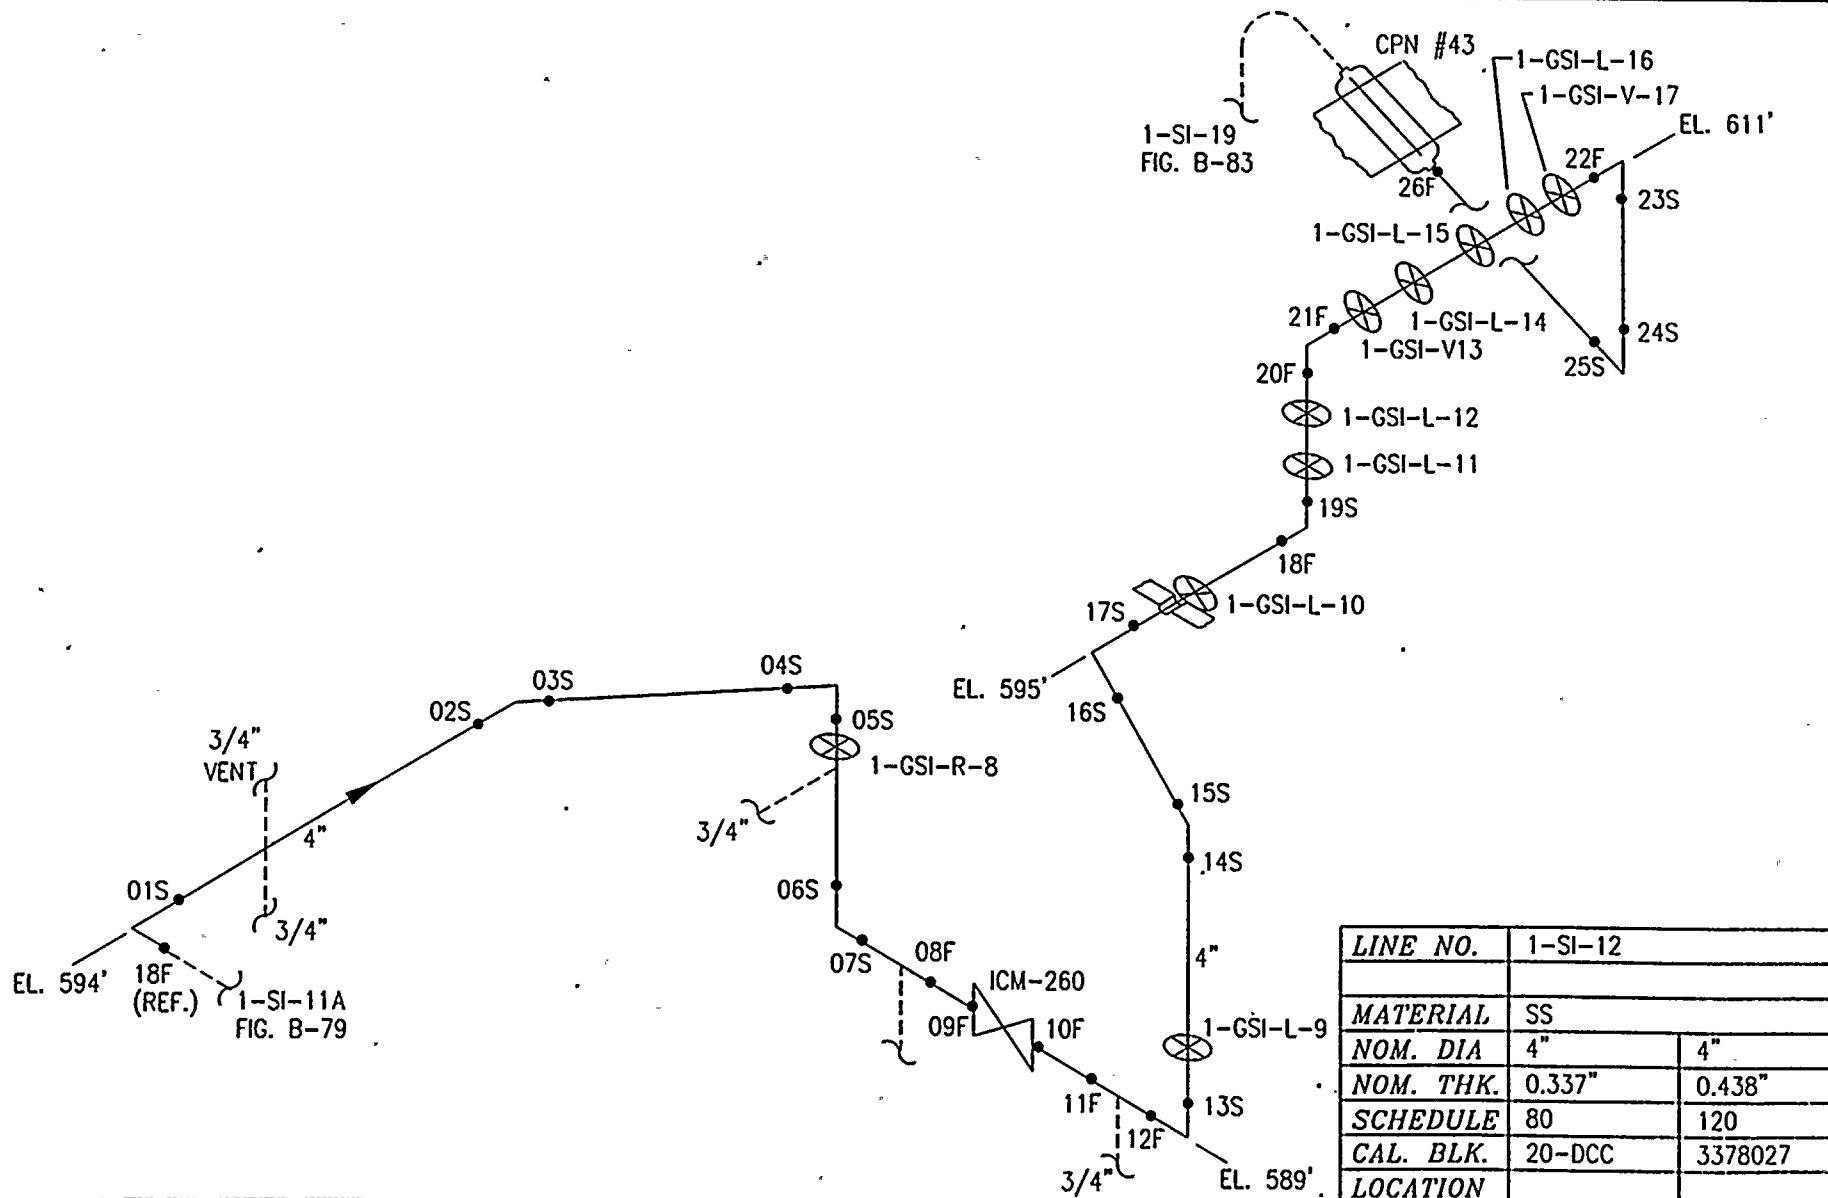 CPN #43
1-GSI-L-16
1-GSI-V-17
EL. 611'
1-SI-19
FIG. B-83
22F
26F
23S
1-GSI-L-15
21F
1-GSI-L-14
24S
1-GSI-V13
25S
20F
1-GSI-L-12
1-GSI-L-11
19S
18F
17S
1-GSI-L-10
EL. 595'
16S
04S
03S
02S
05S
3/4"
VENT
1-GSI-R-8
15S
3/4"
4"
14S
01S
06S
3/4"
4"
EL. 594'
18F
(REF.)
1-SI-11A
FIG. B-79
07S
08F
ICM-260
09F
10F
1-GSI-L-9
11F
13S
12F
3/4"
EL. 589'
LINE NO. 1-SI-12
MATERIAL SS
NOM. DIA 4" 4"
NOM. THK. 0.337" 0.438"
SCHEDULE 80 120
CAL. BLK. 20-DCC 3378027
LOCATION